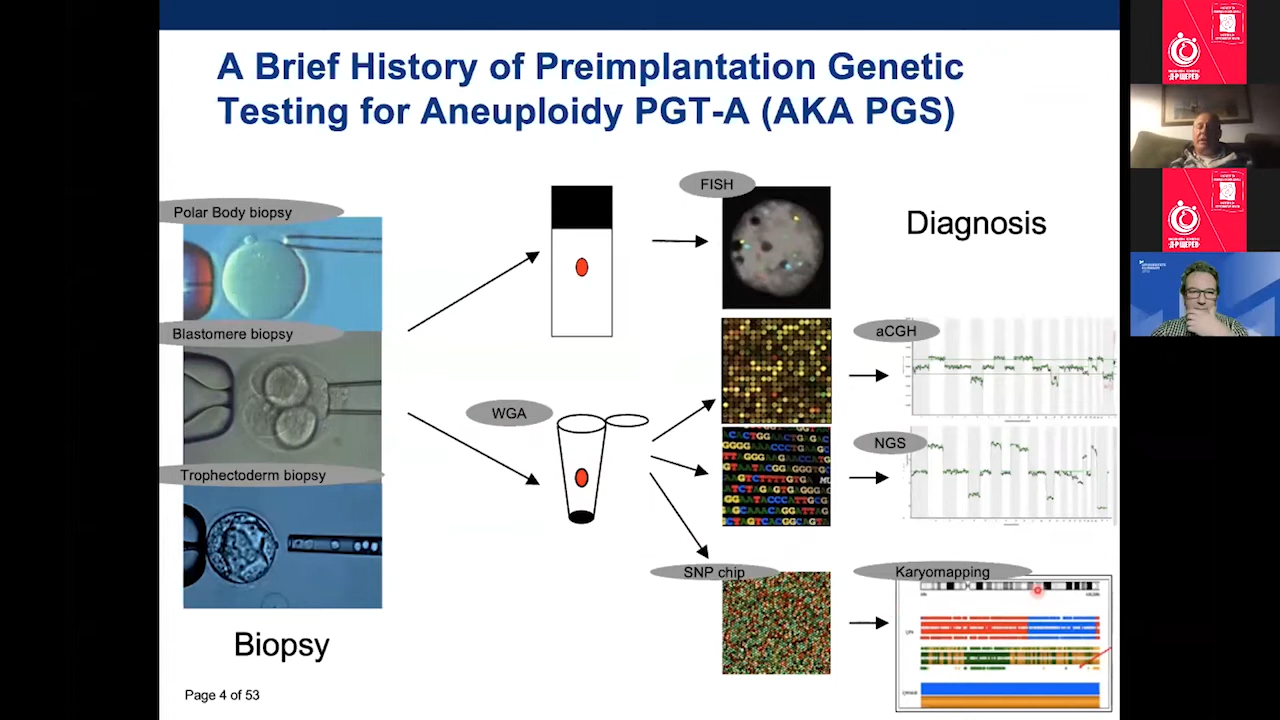 A Brief History of Preimplantation Genetic
Testing for Aneuploidy PGT-A (AKA PGS)
Polar Body biopsy
Blastomere biopsy
Trophectoderm biopsy
Biopsy
WGA
FISH
Diagnosis
aCGH
NGS
SNP chip
Karyomapping
Page 4 of 53